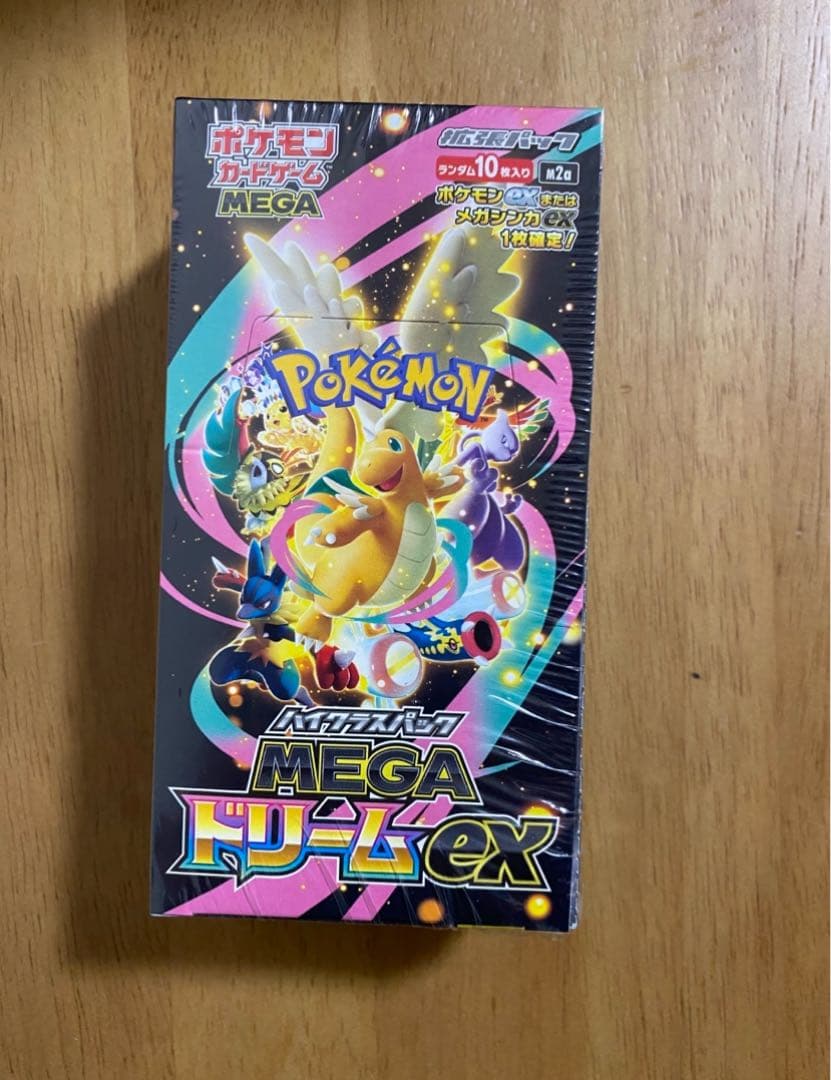 ポケモン
カードゲーム
MEGA
拡張パック
ランダム10枚入り
M2a
ポケモンexまたは
メガシンカex
1枚確定!
POKÉMON
ハイクラスパック
MEGA
ドリームex